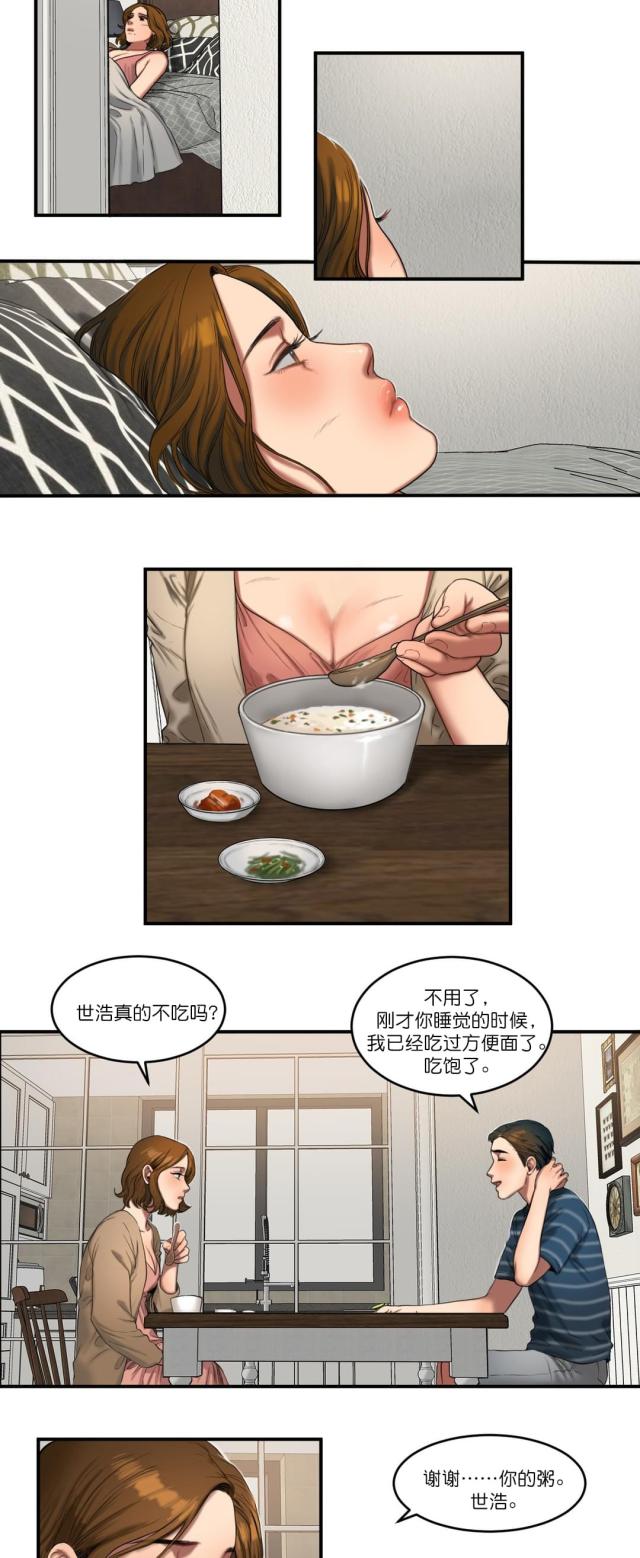 世浩真的不吃吗?
不用了，
刚才你睡觉的时候，
我已经吃过方便面了。
吃饱了。
谢谢……你的粥。
世浩。